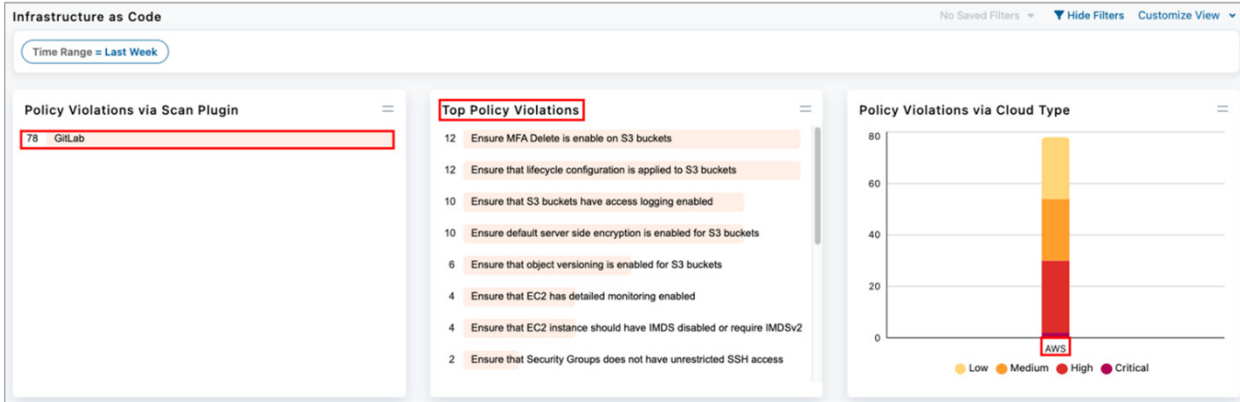 Infrastructure as Code
No Saved Filters
Hide Filters
Customize View
Time Range = Last Week
Policy Violations via Scan Plugin
78 GitLab
Top Policy Violations
12 Ensure MFA Delete is enable on S3 buckets
12 Ensure that lifecycle configuration is applied to S3 buckets
10 Ensure that S3 buckets have access logging enabled
10 Ensure default server side encryption is enabled for S3 buckets
6 Ensure that object versioning is enabled for S3 buckets
4 Ensure that EC2 has detailed monitoring enabled
4 Ensure that EC2 instance should have IMDS disabled or require IMDSv2
2 Ensure that Security Groups does not have unrestricted SSH access
Policy Violations via Cloud Type
80
60
40
20
0
AWS
Low Medium High Critical